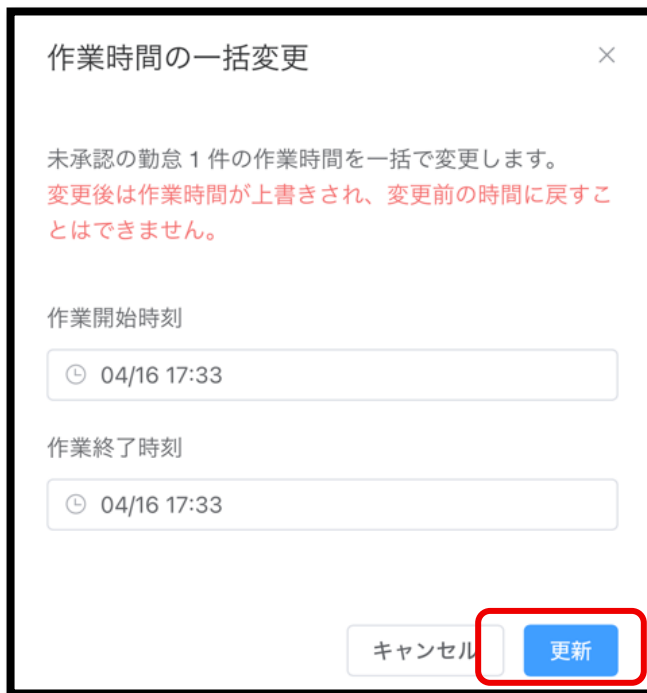 作業時間の一括変更
未承認の勤怠 1 件の作業時間を一括で変更します。
変更後は作業時間が上書きされ、変更前の時間に戻すこ
とはできません。
作業開始時刻
04/16 17:33
作業終了時刻
04/16 17:33
キャンセル
更新